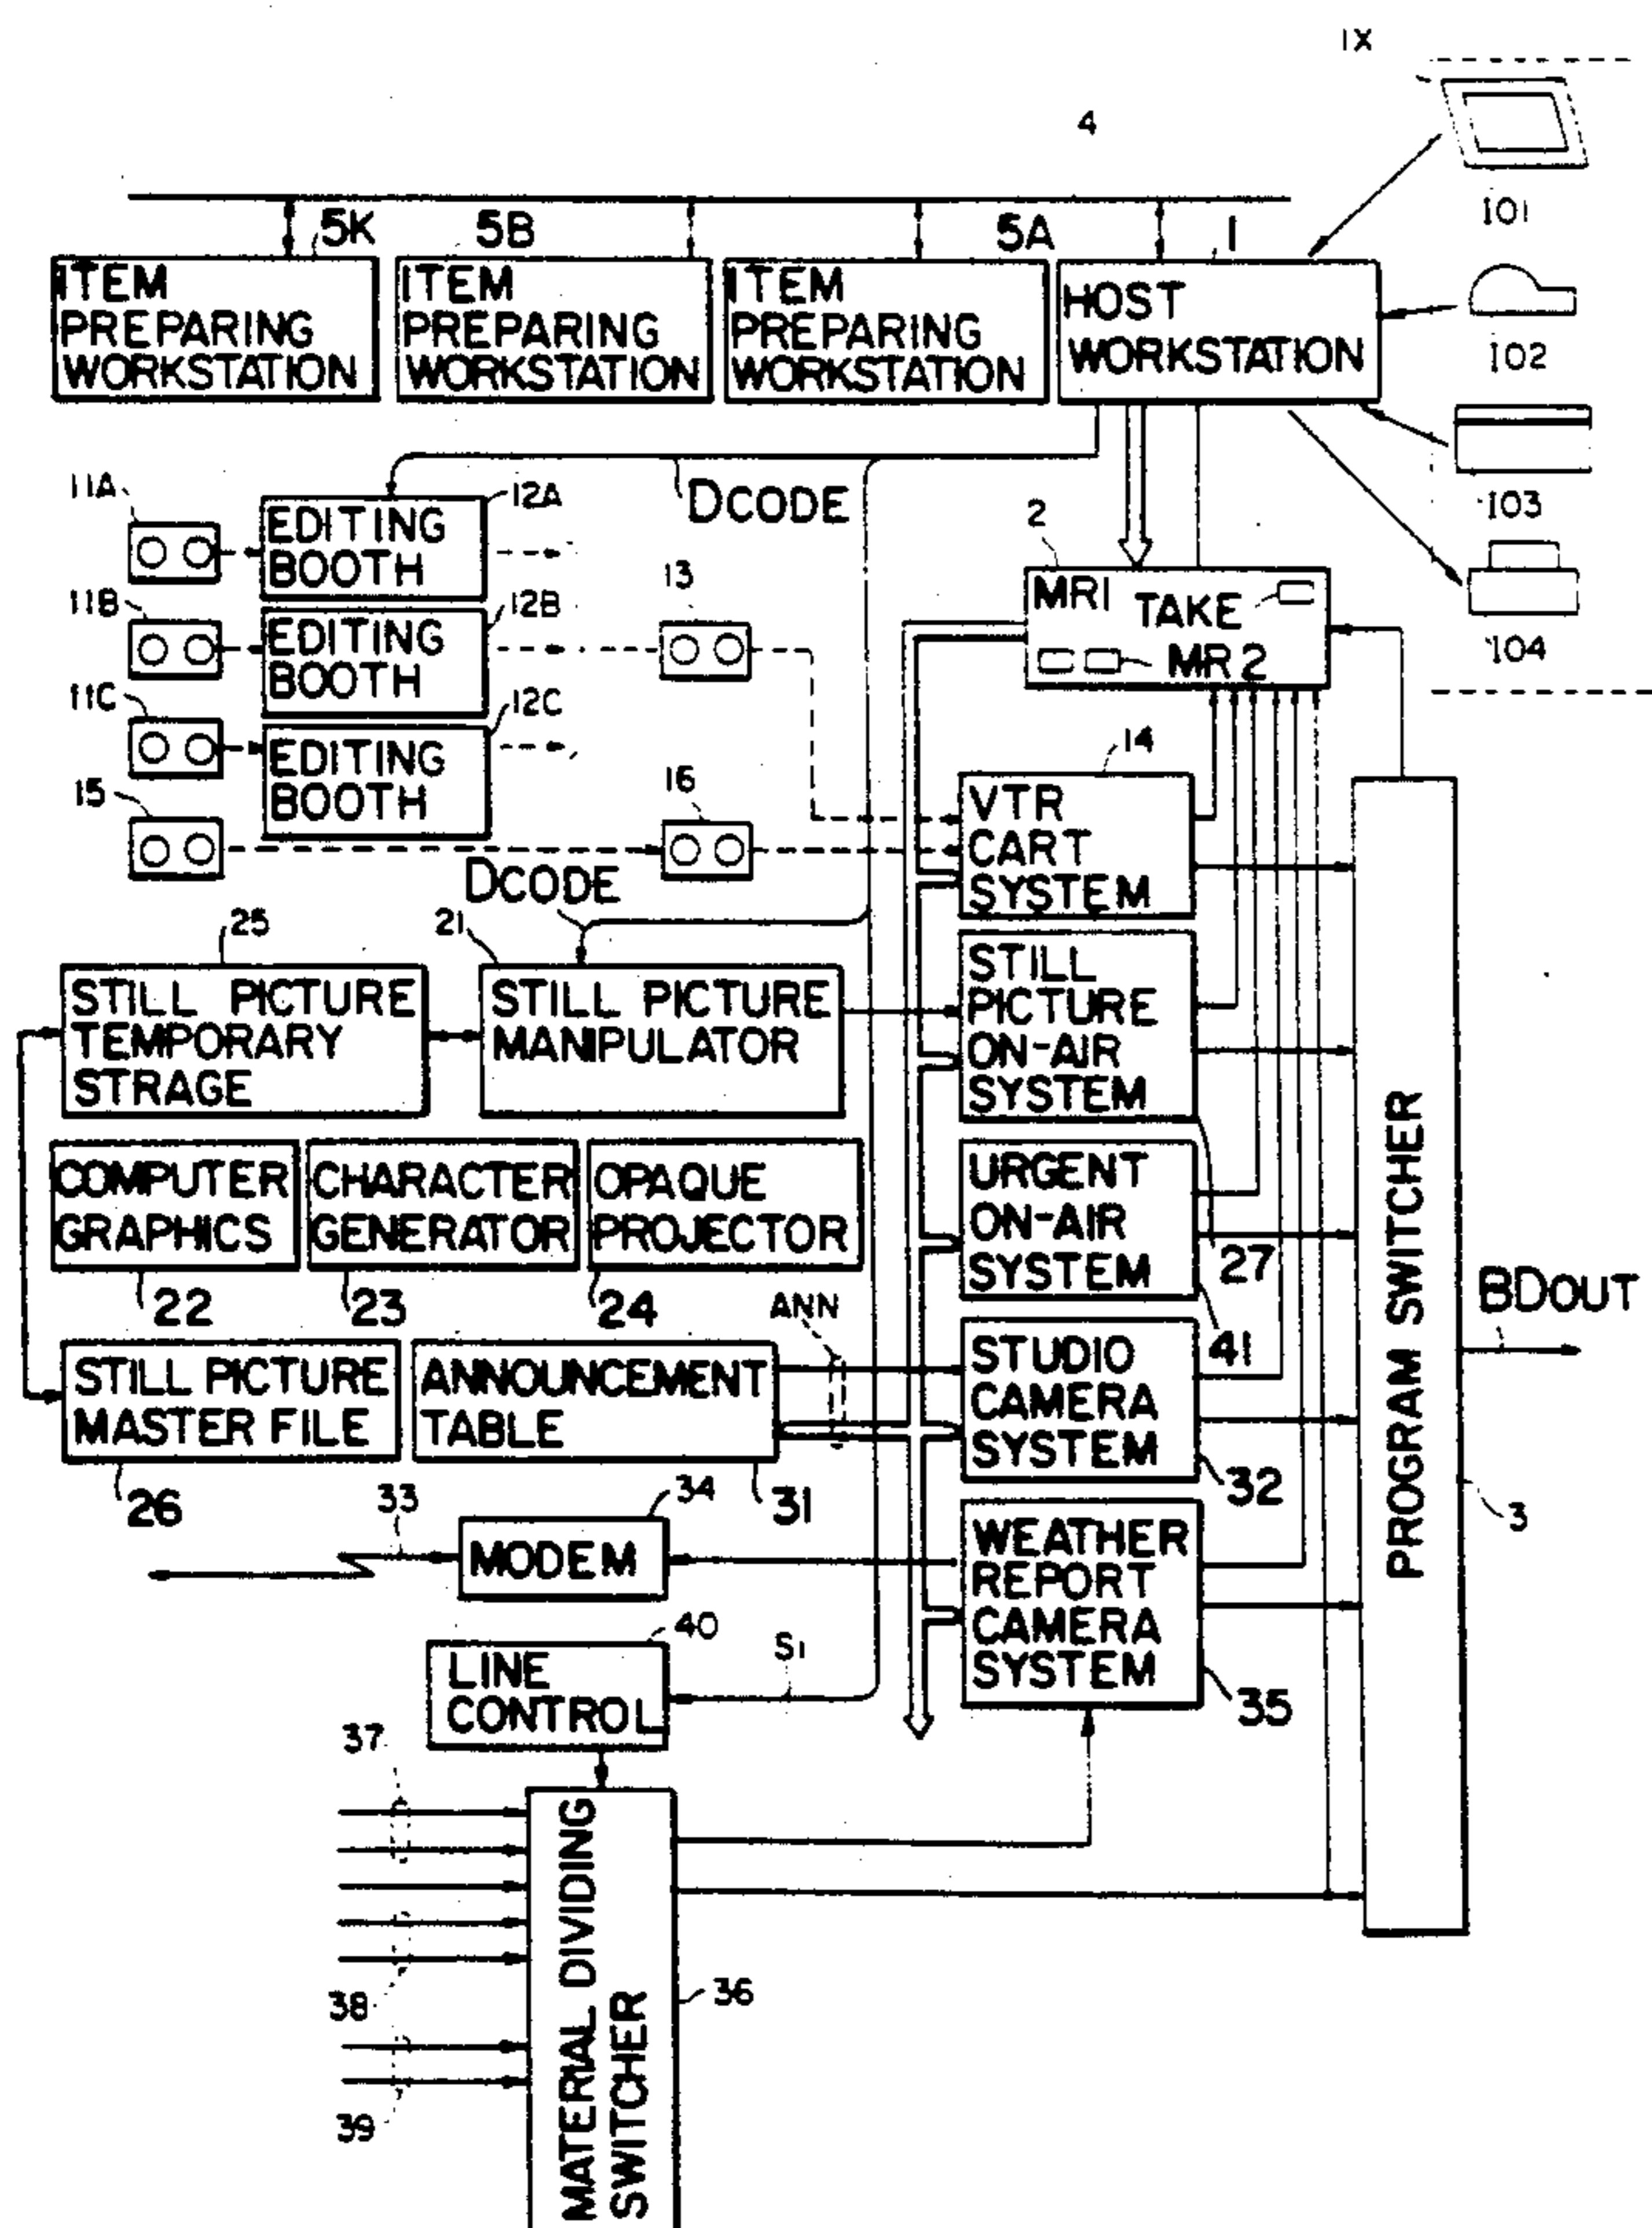 1X
4
101
5K
5B
5A
1
ITEM
PREPARING
WORKSTATION
ITEM
PREPARING
WORKSTATION
ITEM
PREPARING
WORKSTATION
HOST
WORKSTATION
102
103
104
DCODE
11A
EDITING
BOOTH
12A
11B
EDITING
BOOTH
12B
11C
EDITING
BOOTH
12C
13
2
MR1
TAKE
MR2
15
16
14
VTR
CART
SYSTEM
DCODE
25
STILL PICTURE
TEMPORARY
STRAGE
21
STILL PICTURE
MANIPULATOR
STILL
PICTURE
ON-AIR
SYSTEM
27
COMPUTER
GRAPHICS
22
CHARACTER
GENERATOR
23
OPAQUE
PROJECTOR
24
URGENT
ON-AIR
SYSTEM
41
ANN
STILL PICTURE
MASTER FILE
26
ANNOUNCEMENT
TABLE
31
STUDIO
CAMERA
SYSTEM
32
PROGRAM SWITCHER
3
BDOUT
33
34
MODEM
WEATHER
REPORT
CAMERA
SYSTEM
35
40
LINE
CONTROL
S1
37
38
39
MATERIAL DIVIDING
SWITCHER
36